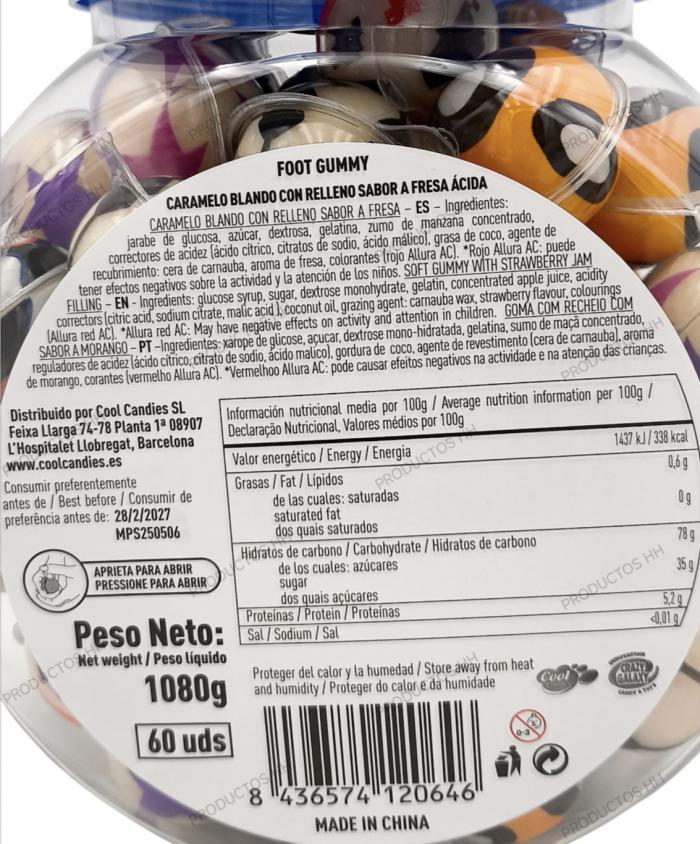 FOOT GUMMY
CARAMELO BLANDO CON RELLENO SABOR A FRESA ÁCIDA
CARAMELO BLANDO CON RELLENO SABOR A FRESA – ES – Ingredientes:
jarabe de glucosa, azúcar, dextrosa, gelatina, zumo de manzana concentrado,
correctores de acidez (ácido cítrico, citratos de sodio, ácido málico), grasa de coco, agente de
recubrimiento: cera de carnauba, aroma de fresa, colorantes (rojo Allura AC). *Rojo Allura AC: puede
tener efectos negativos sobre la actividad y la atención de los niños. SOFT GUMMY WITH STRAWBERRY JAM
FILLING – EN - Ingredients: glucose syrup, sugar, dextrose monohydrate, gelatin, concentrated apple juice, acidity
correctors (citric acid, sodium citrate, malic acid ), coconut oil, grazing agent: carnauba wax, strawberry flavour, colourings
(Allura red AC). *Allura red AC: May have negative effects on activity and attention in children. GOMA COM RECHEIO COM
SABOR A MORANGO – PT –Ingredientes: xarope de glicose, açucar, dextrose mono-hidratada, gelatina, sumo de maçã concentrado,
reguladores de acidez (ácido cítrico, citrato de sodio, ácido malico), gordura de coco, agente de revestimento (cera de carnauba), aroma
de morango, corantes (vermelho Allura AC). *Vermelhoo Allura AC: pode causar efeitos negativos na actividade e na atenção das crianças.
Distribuido por Cool Candies SL
Feixa Llarga 74-78 Planta 1ª 08907
L'Hospitalet Llobregat, Barcelona
www.coolcandies.es
Consumir preferentemente
antes de / Best before / Consumir de
preferência antes de: 28/2/2027
MPS250506
APRIETA PARA ABRIR
PRESSIONE PARA ABRIR
Peso Neto:
Net weight / Peso líquido
1080g
60 uds
Información nutricional media por 100g / Average nutrition information per 100g /
Declaração Nutricional, Valores médios por 100g
Valor energético / Energy / Energia 1437 kJ / 338 kcal
Grasas / Fat / Lípidos 0,6 g
de las cuales: saturadas 0 g
saturated fat
dos quais saturados
Hidratos de carbono / Carbohydrate / Hidratos de carbono 78 g
de los cuales: azúcares 35 g
sugar
dos quais açúcares
Proteínas / Protein / Proteínas 5,2 g
Sal / Sodium / Sal <0,01 g
Proteger del calor y la humedad / Store away from heat
and humidity / Proteger do calor e da humidade
Cool
INNOVATION
CRAZY
GALAXY
CANDY & TOYS
0-3
8 436574 120646
MADE IN CHINA
PRODUCTOS HH